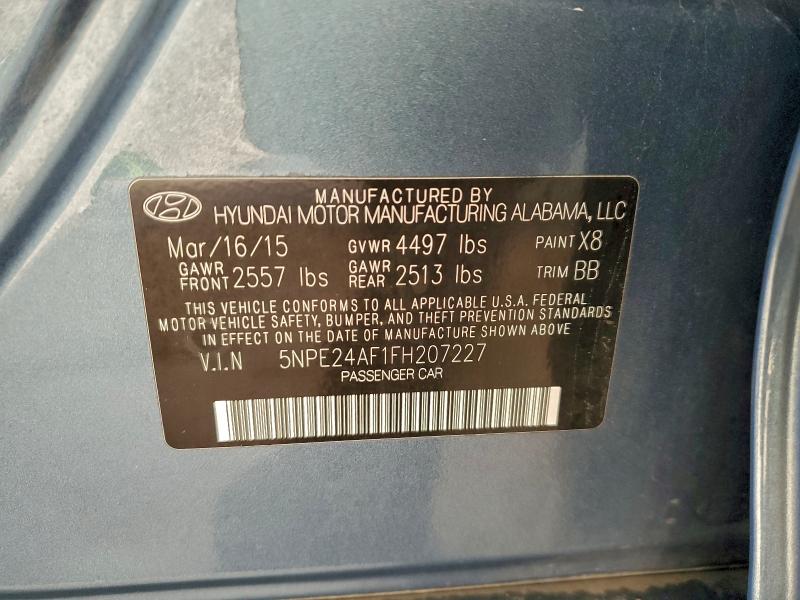 MANUFACTURED BY
HYUNDAI MOTOR MANUFACTURING ALABAMA, LLC
Mar/16/15 GVWR 4497 lbs PAINT X8
GAWR FRONT 2557 lbs GAWR REAR 2513 lbs TRIM BB
THIS VEHICLE CONFORMS TO ALL APPLICABLE U.S.A. FEDERAL
MOTOR VEHICLE SAFETY, BUMPER, AND THEFT PREVENTION STANDARDS
IN EFFECT ON THE DATE OF MANUFACTURE SHOWN ABOVE
V.I.N 5NPE24AF1FH207227
PASSENGER CAR